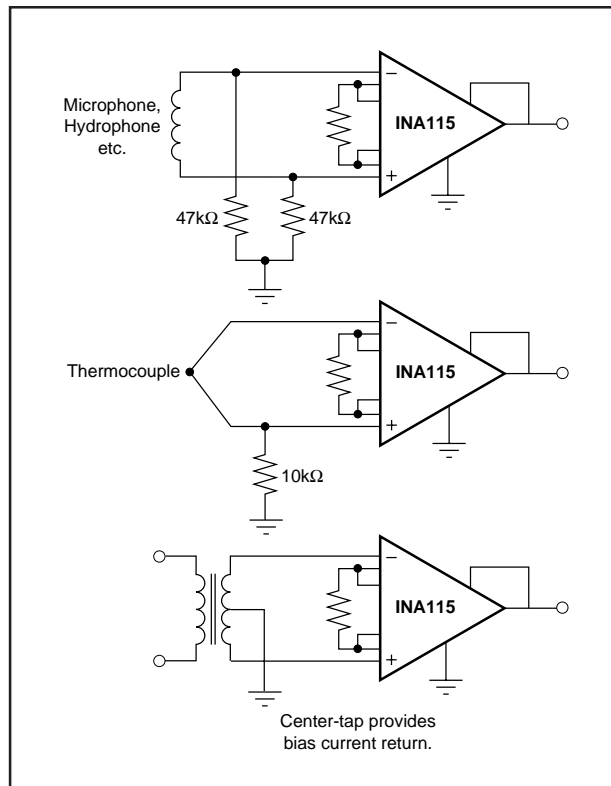 Microphone,
Hydrophone
etc.
−
INA115
+
47kΩ
47kΩ
−
Thermocouple
INA115
+
10kΩ
−
INA115
+
Center-tap provides
bias current return.